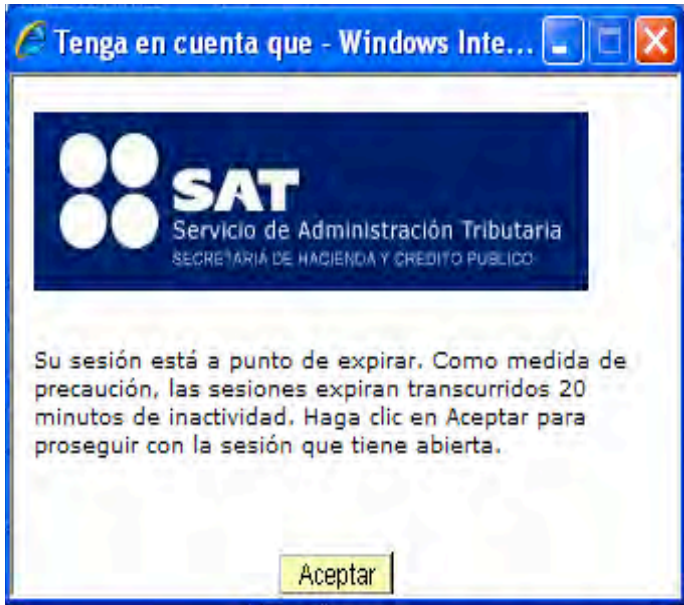 Tenga en cuenta que - Windows Inte...
SAT
Servicio de Administración Tributaria
SECRETARIA DE HACIENDA Y CREDITO PUBLICO
Su sesión está a punto de expirar. Como medida de
precaución, las sesiones expiran transcurridos 20
minutos de inactividad. Haga clic en Aceptar para
proseguir con la sesión que tiene abierta.
Aceptar